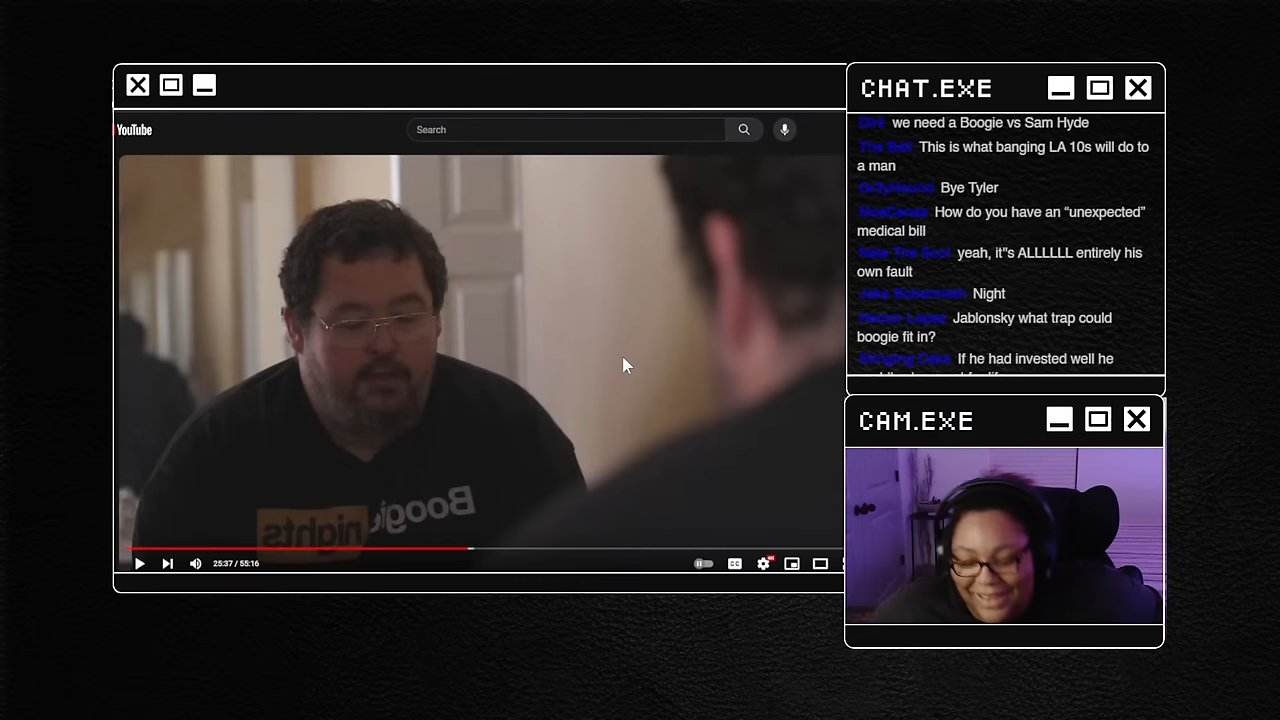 CHAT.EXE
YouTube
Search
Dirk we need a Boogie vs Sam Hyde
This is what banging LA 10s will do to
a man
Bye Tyler
How do you have an “unexpected”
medical bill
yeah, it"s ALLLLLL entirely his
own fault
Night
Jablonsky what trap could
boogie fit in?
If he had invested well he
Boogie
nights
25:37 / 55:16
CC
CAM.EXE